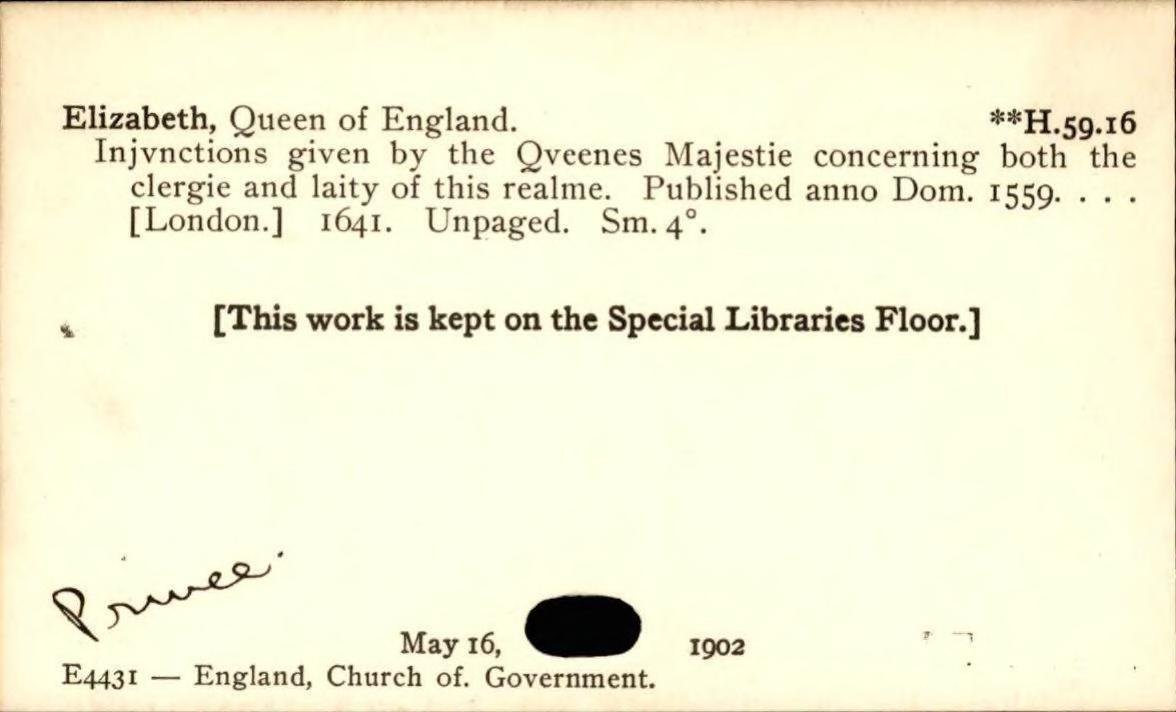 Elizabeth, Queen of England. **H.59.16
Injvnctions given by the Qveenes Majestie concerning both the
clergie and laity of this realme. Published anno Dom. 1559. . . .
[London.] 1641. Unpaged. Sm. 4°.
[This work is kept on the Special Libraries Floor.]
Prince
May 16, 1902
E4431 — England, Church of. Government.